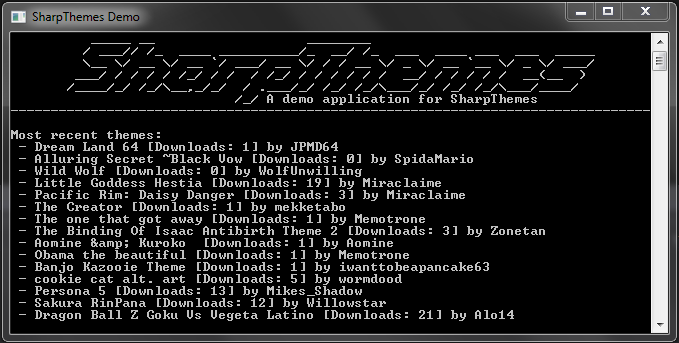 SharpThemes Demo
SharpThemes
A demo application for SharpThemes
Most recent themes:
- Dream Land 64 [Downloads: 1] by JPMD64
- Alluring Secret ~Black Vow [Downloads: 0] by SpidaMario
- Wild Wolf [Downloads: 0] by WolfUnwilling
- Little Goddess Hestia [Downloads: 19] by Miraclaime
- Pacific Rim: Daisy Danger [Downloads: 3] by Miraclaime
- The Creator [Downloads: 1] by mekketabo
- The one that got away [Downloads: 1] by Memotrone
- The Binding Of Isaac Antibirth Theme 2 [Downloads: 3] by Zonetan
- Aomine &amp; Kuroko  [Downloads: 1] by Aomine
- Obama the beautiful [Downloads: 1] by Memotrone
- Banjo Kazooie Theme [Downloads: 1] by iwanttobeapancake63
- cookie cat alt. art [Downloads: 5] by wormdood
- Persona 5 [Downloads: 13] by Mikes_Shadow
- Sakura RinPana [Downloads: 12] by Willowstar
- Dragon Ball Z Goku Vs Vegeta Latino [Downloads: 21] by Alo14